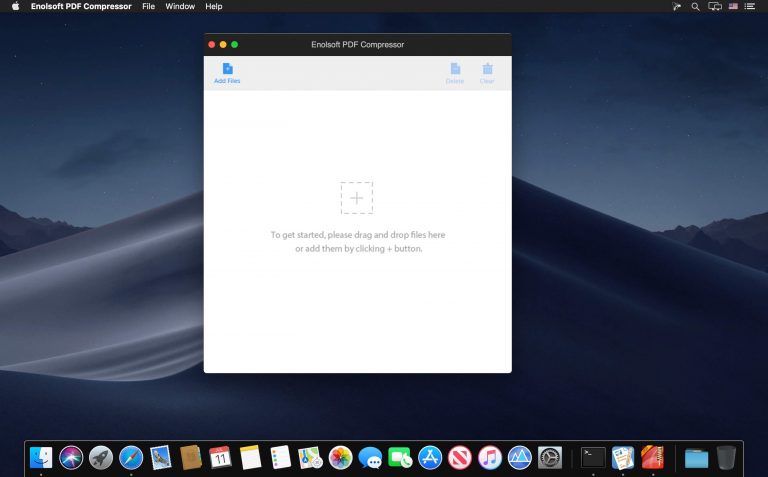 Enolsoft PDF Compressor File Window Help
Enolsoft PDF Compressor
Add Files Delete Clear
To get started, please drag and drop files here
or add them by clicking + button.
11